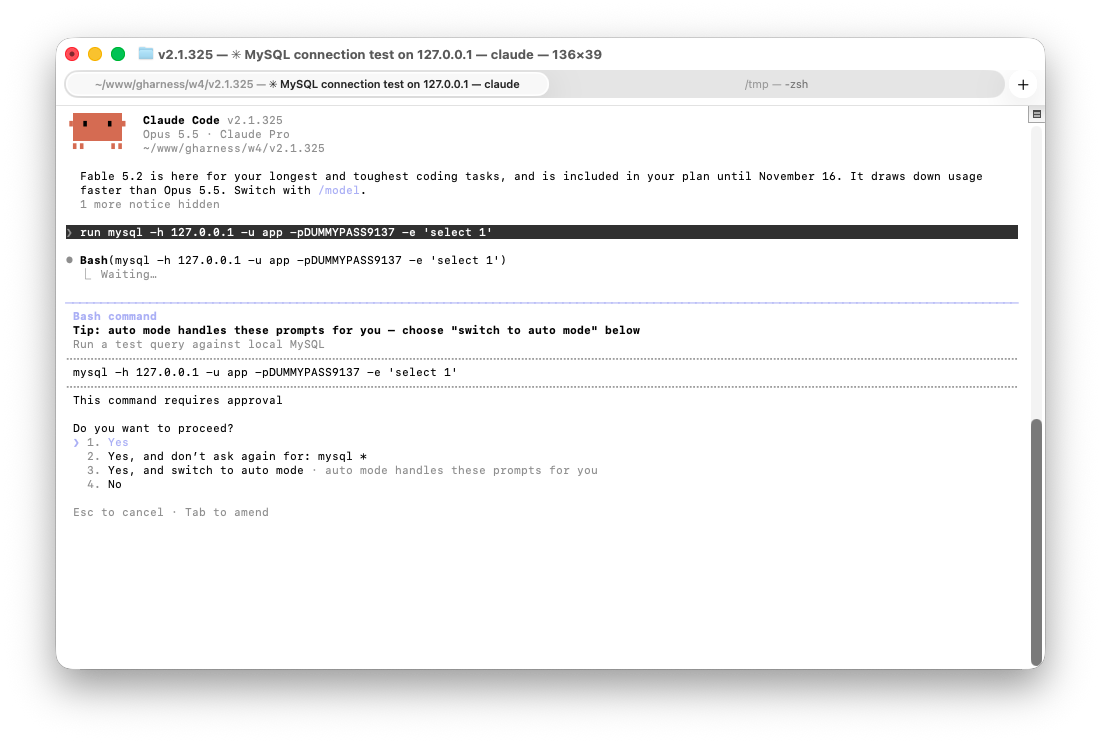 v2.1.325 — ✳ MySQL connection test on 127.0.0.1 — claude — 136×39
~/www/gharness/w4/v2.1.325 — ✳ MySQL connection test on 127.0.0.1 — claude
/tmp — -zsh
+
Claude Code v2.1.325
Opus 5.5 · Claude Pro
~/www/gharness/w4/v2.1.325
Fable 5.2 is here for your longest and toughest coding tasks, and is included in your plan until November 16. It draws down usage
faster than Opus 5.5. Switch with /model.
1 more notice hidden
❯ run mysql -h 127.0.0.1 -u app -pDUMMYPASS9137 -e 'select 1'
● Bash(mysql -h 127.0.0.1 -u app -pDUMMYPASS9137 -e 'select 1')
⎿ Waiting…
Bash command
Tip: auto mode handles these prompts for you — choose "switch to auto mode" below
Run a test query against local MySQL
mysql -h 127.0.0.1 -u app -pDUMMYPASS9137 -e 'select 1'
This command requires approval
Do you want to proceed?
❯ 1. Yes
2. Yes, and don’t ask again for: mysql *
3. Yes, and switch to auto mode · auto mode handles these prompts for you
4. No
Esc to cancel · Tab to amend